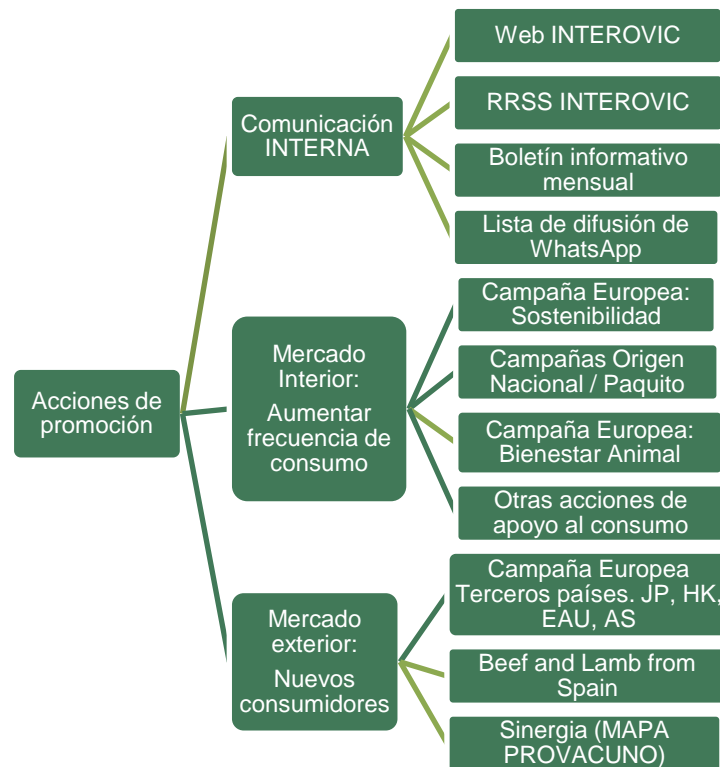 Acciones de
promoción
Comunicación
INTERNA
Web INTEROVIC
RRSS INTEROVIC
Boletín informativo
mensual
Lista de difusión de
WhatsApp
Mercado
Interior:
Aumentar
frecuencia de
consumo
Campaña Europea:
Sostenibilidad
Campañas Origen
Nacional / Paquito
Campaña Europea:
Bienestar Animal
Otras acciones de
apoyo al consumo
Mercado
exterior:
Nuevos
consumidores
Campaña Europea
Terceros países. JP, HK,
EAU, AS
Beef and Lamb from
Spain
Sinergia (MAPA
PROVACUNO)